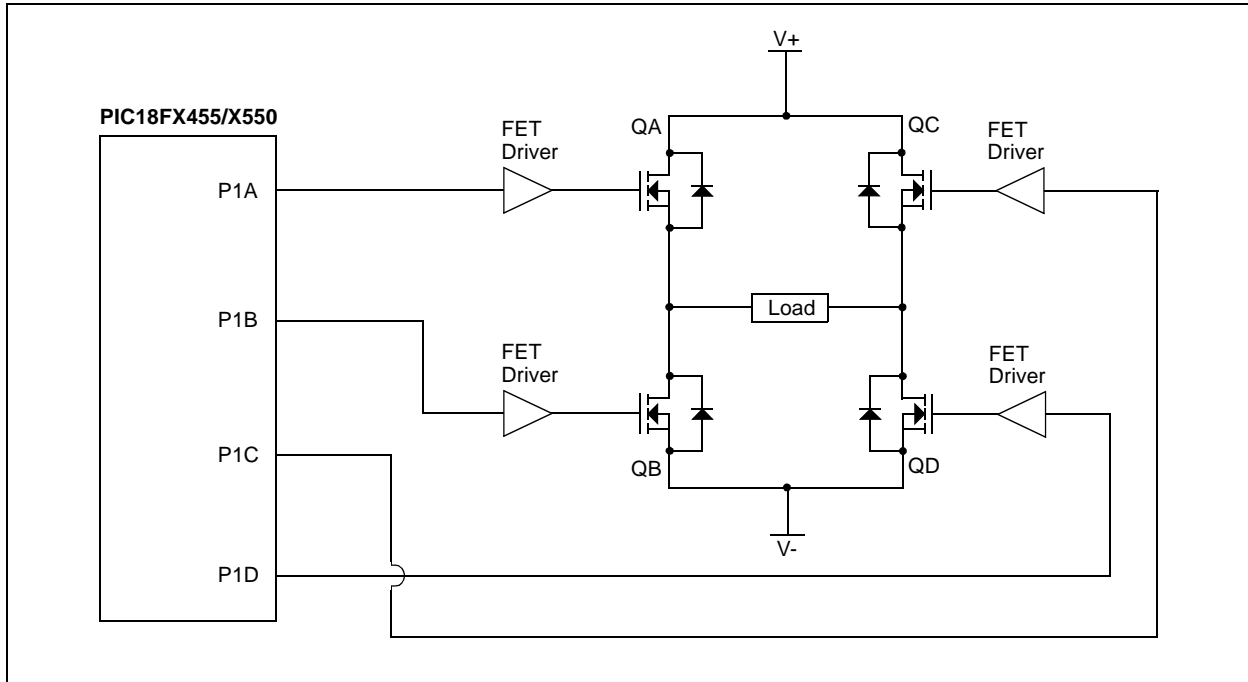 V+
PIC18FX455/X550
FET
Driver
QA
QC
FET
Driver
P1A
P1B
Load
FET
Driver
FET
Driver
P1C
QB
QD
V-
P1D